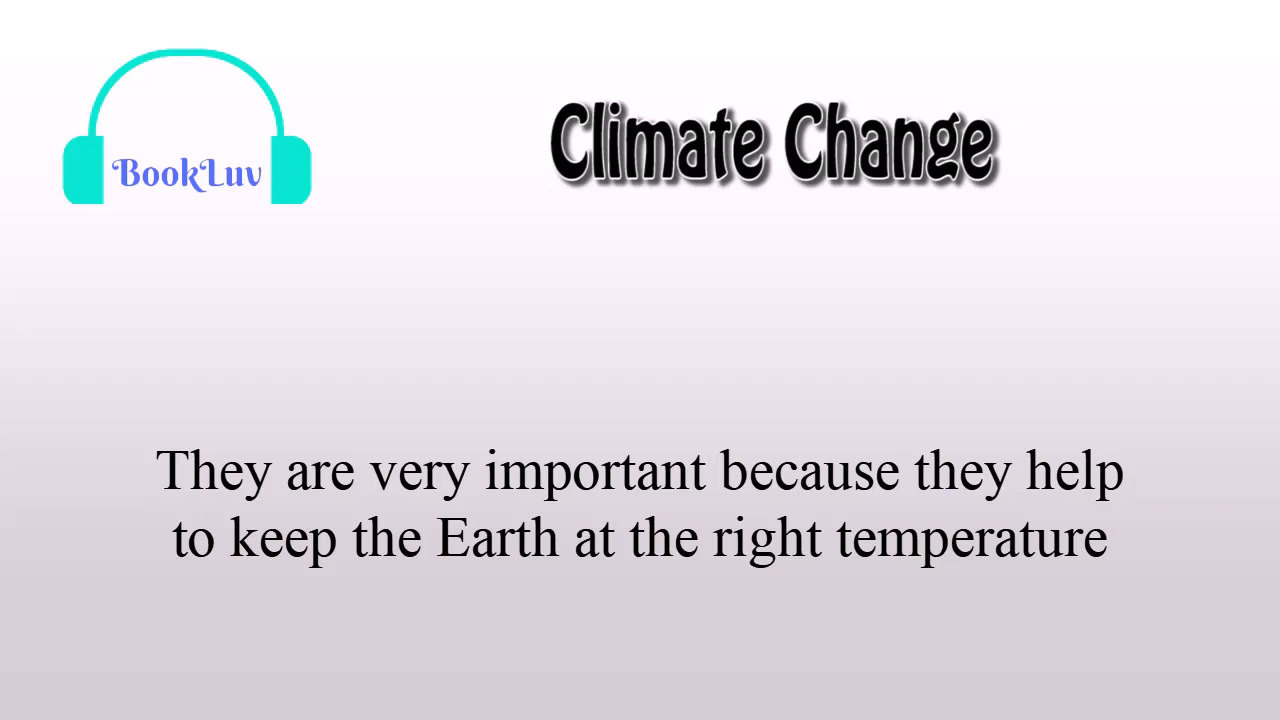 BookLuv
Climate Change
They are very important because they help
to keep the Earth at the right temperature